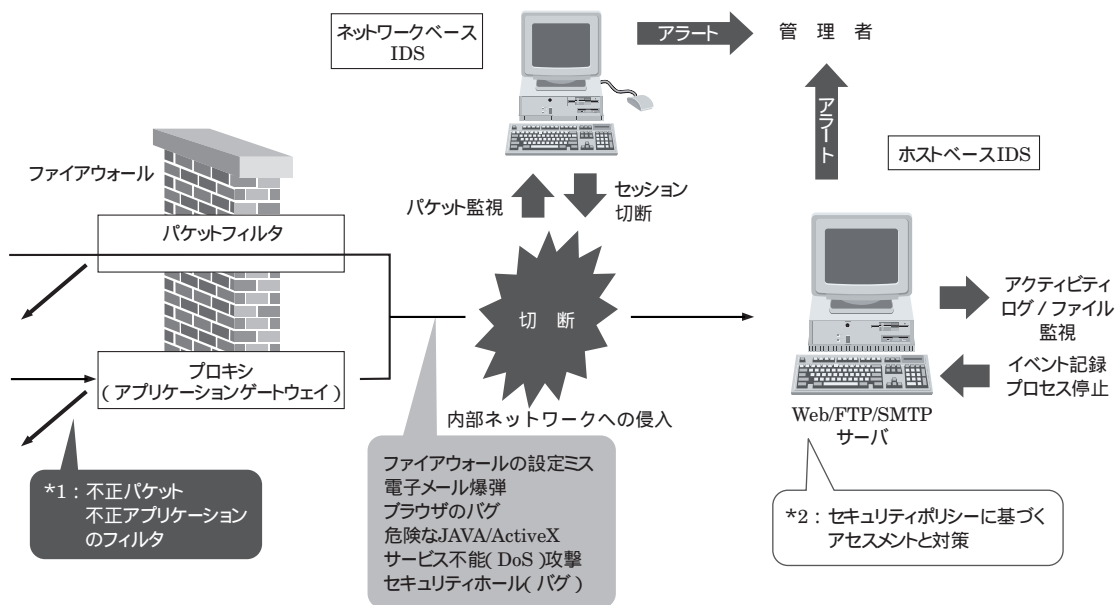 ネットワークベース
IDS
アラート
管 理 者
アラート
ホストベースIDS
ファイアウォール
パケット監視
セッション
切断
パケットフィルタ
切 断
アクティビティ
ログ / ファイル
監視
イベント記録
プロセス停止
プロキシ
( アプリケーションゲートウェイ )
内部ネットワークへの侵入
Web/FTP/SMTP
サーバ
*1 : 不正パケット
不正アプリケーション
のフィルタ
ファイアウォールの設定ミス
電子メール爆弾
ブラウザのバグ
危険なJAVA/ActiveX
サービス不能( DoS )攻撃
セキュリティホール( バグ )
*2 : セキュリティポリシーに基づく
アセスメントと対策